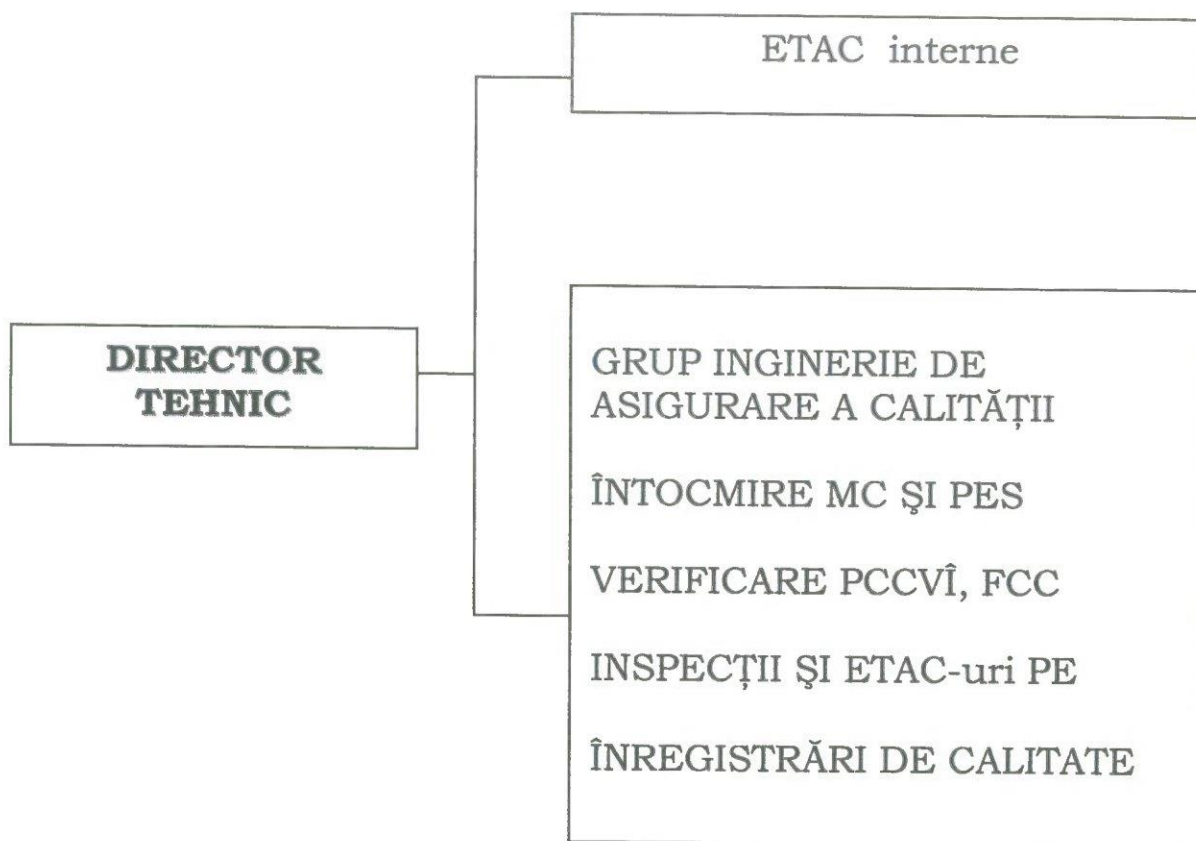 ETAC interne
DIRECTOR
TEHNIC
GRUP INGINERIE DE
ASIGURARE A CALITĂȚII
ÎNTOCMIRE MC ŞI PES
VERIFICARE PCCVÎ, FCC
INSPECȚII ŞI ETAC-uri PE
ÎNREGISTRĂRI DE CALITATE